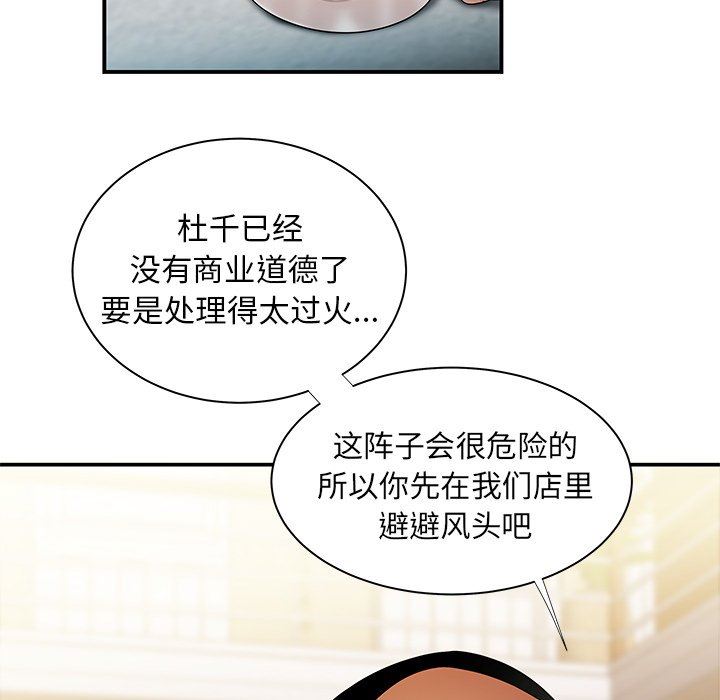 杜千已经
没有商业道德了
要是处理得太过火...
这阵子会很危险的
所以你先在我们店里
避避风头吧